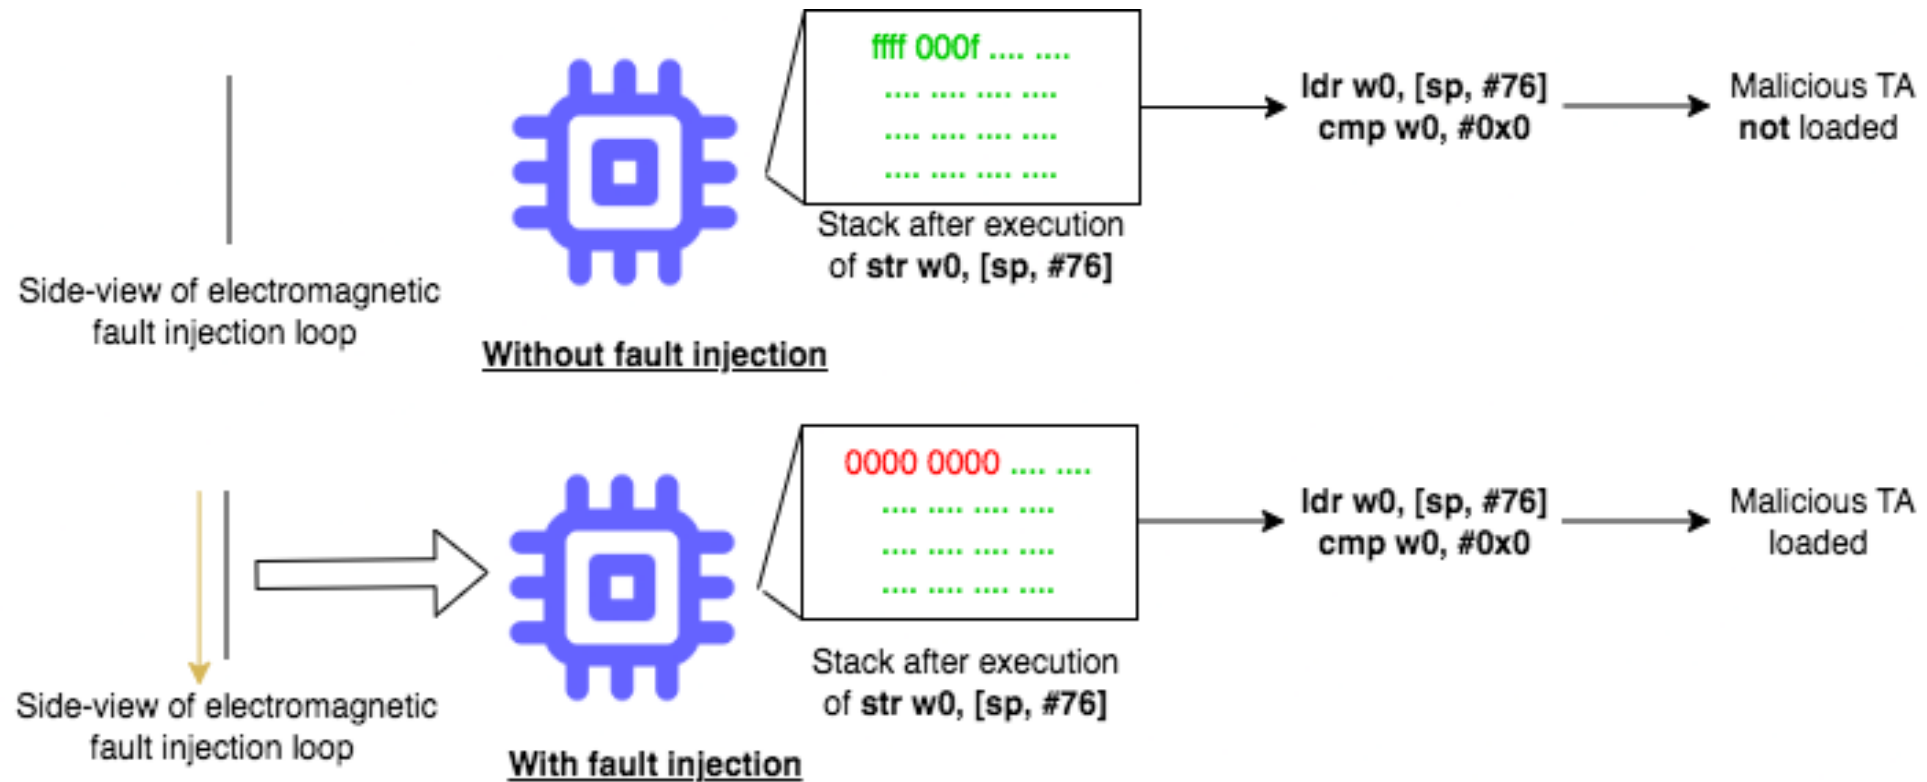 ffff 000f .... ....
.... .... .... ....
.... .... .... ....
.... .... .... ....
ldr w0, [sp, #76]
cmp w0, #0x0
Malicious TA
not loaded
Stack after execution
of str w0, [sp, #76]
Side-view of electromagnetic
fault injection loop
Without fault injection
0000 0000 .... ....
.... .... .... ....
.... .... .... ....
.... .... .... ....
ldr w0, [sp, #76]
cmp w0, #0x0
Malicious TA
loaded
Stack after execution
of str w0, [sp, #76]
Side-view of electromagnetic
fault injection loop
With fault injection